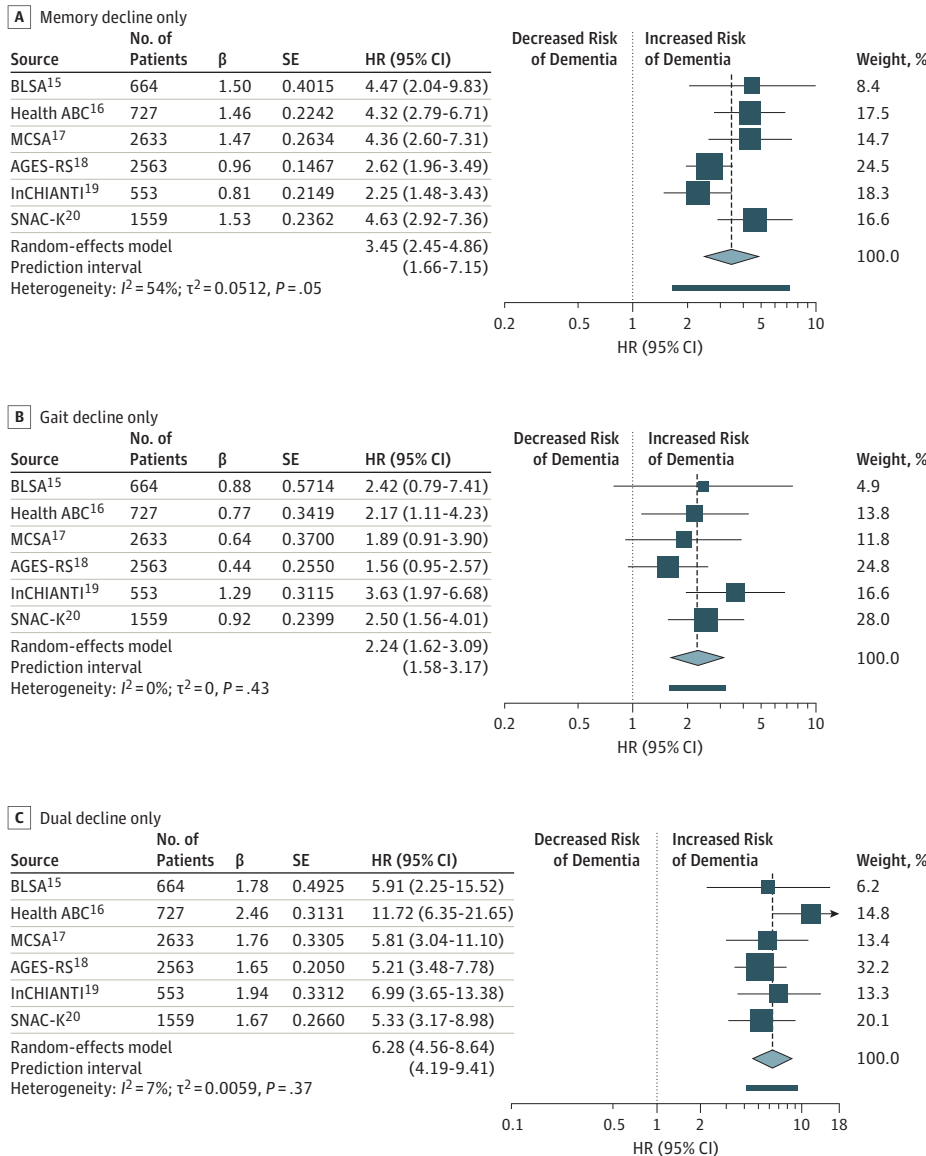 A Memory decline only
Source No. of Patients β SE HR (95% CI) Decreased Risk of Dementia Increased Risk of Dementia Weight, %
BLSA15 664 1.50 0.4015 4.47 (2.04-9.83) 8.4
Health ABC16 727 1.46 0.2242 4.32 (2.79-6.71) 17.5
MCSA17 2633 1.47 0.2634 4.36 (2.60-7.31) 14.7
AGES-RS18 2563 0.96 0.1467 2.62 (1.96-3.49) 24.5
InCHIANTI19 553 0.81 0.2149 2.25 (1.48-3.43) 18.3
SNAC-K20 1559 1.53 0.2362 4.63 (2.92-7.36) 16.6
Random-effects model 3.45 (2.45-4.86) 100.0
Prediction interval (1.66-7.15)
Heterogeneity: I2=54%; τ2=0.0512, P=.05
0.2 0.5 1 2 5 10
HR (95% CI)
B Gait decline only
Source No. of Patients β SE HR (95% CI) Decreased Risk of Dementia Increased Risk of Dementia Weight, %
BLSA15 664 0.88 0.5714 2.42 (0.79-7.41) 4.9
Health ABC16 727 0.77 0.3419 2.17 (1.11-4.23) 13.8
MCSA17 2633 0.64 0.3700 1.89 (0.91-3.90) 11.8
AGES-RS18 2563 0.44 0.2550 1.56 (0.95-2.57) 24.8
InCHIANTI19 553 1.29 0.3115 3.63 (1.97-6.68) 16.6
SNAC-K20 1559 0.92 0.2399 2.50 (1.56-4.01) 28.0
Random-effects model 2.24 (1.62-3.09) 100.0
Prediction interval (1.58-3.17)
Heterogeneity: I2=0%; τ2=0, P=.43
0.2 0.5 1 2 5 10
HR (95% CI)
C Dual decline only
Source No. of Patients β SE HR (95% CI) Decreased Risk of Dementia Increased Risk of Dementia Weight, %
BLSA15 664 1.78 0.4925 5.91 (2.25-15.52) 6.2
Health ABC16 727 2.46 0.3131 11.72 (6.35-21.65) 14.8
MCSA17 2633 1.76 0.3305 5.81 (3.04-11.10) 13.4
AGES-RS18 2563 1.65 0.2050 5.21 (3.48-7.78) 32.2
InCHIANTI19 553 1.94 0.3312 6.99 (3.65-13.38) 13.3
SNAC-K20 1559 1.67 0.2660 5.33 (3.17-8.98) 20.1
Random-effects model 6.28 (4.56-8.64) 100.0
Prediction interval (4.19-9.41)
Heterogeneity: I2=7%; τ2=0.0059, P=.37
0.1 0.5 1 2 10 18
HR (95% CI)